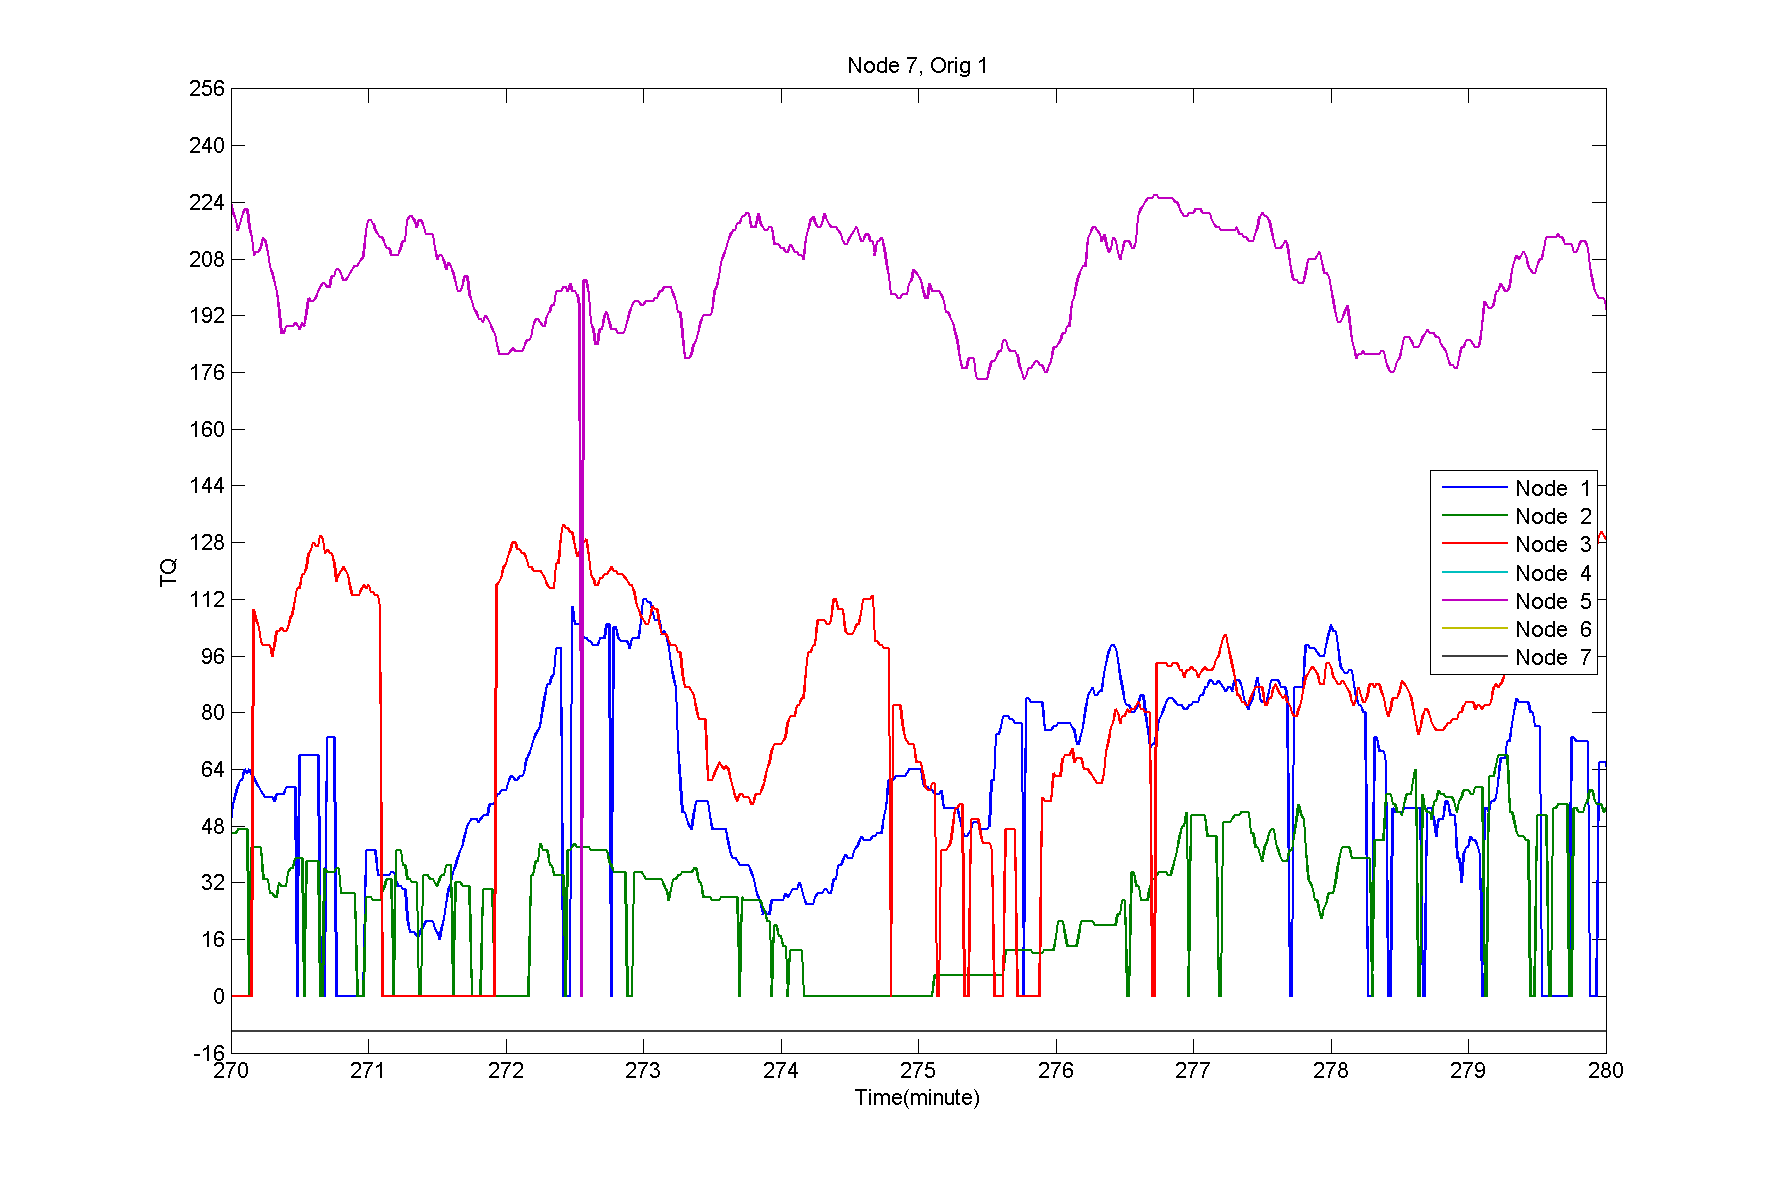 Node 7, Orig 1
256
240
224
208
192
176
160
144
128
112
96
80
64
48
32
16
0
-16
TQ
Node 1
Node 2
Node 3
Node 4
Node 5
Node 6
Node 7
270 271 272 273 274 275 276 277 278 279 280
Time(minute)